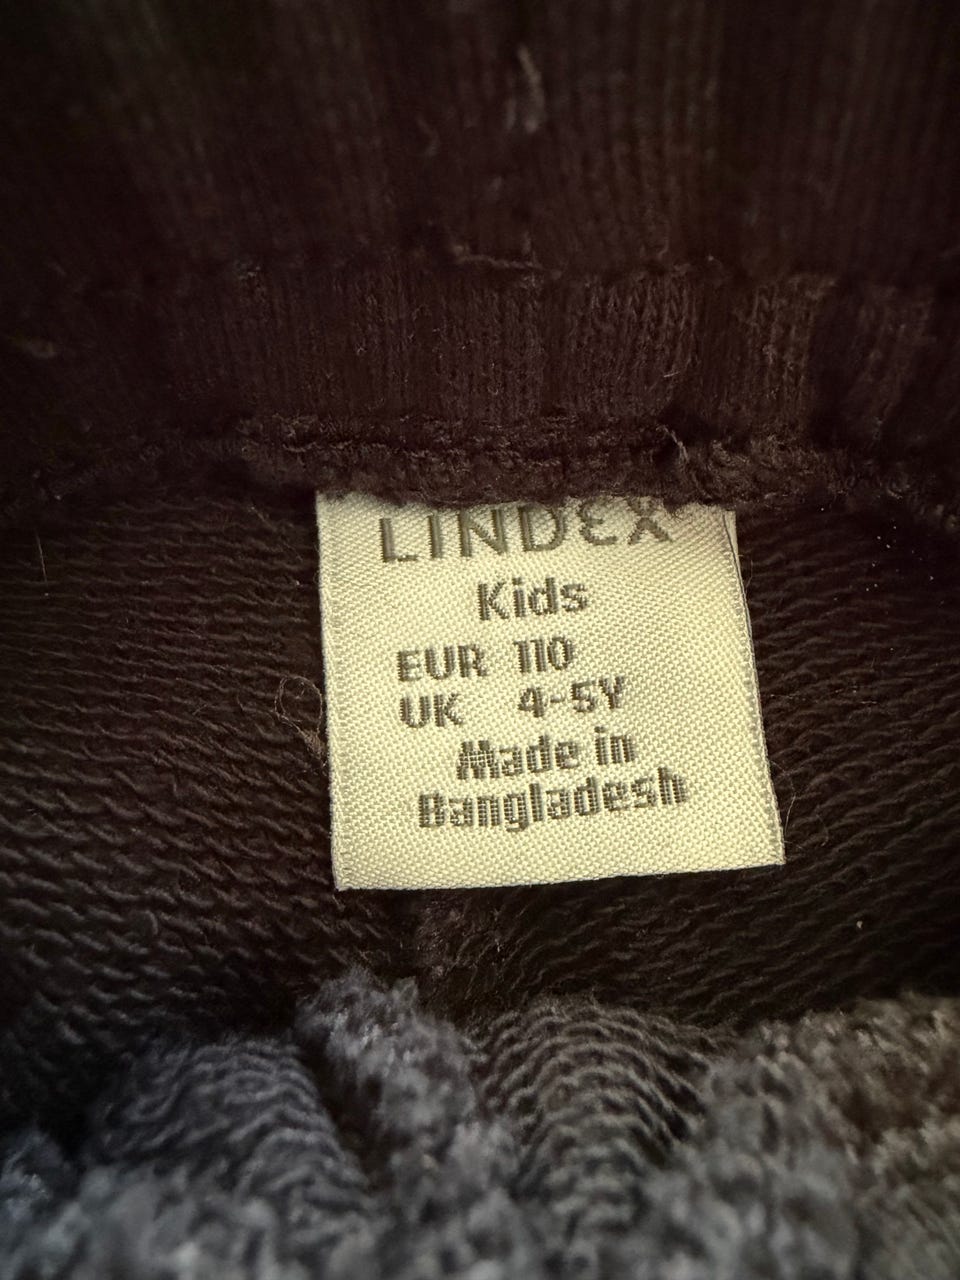 LINDEX
Kids
EUR 110
UK 4-5Y
Made in
Bangladesh